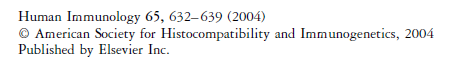 Human Immunology 65, 632–639 (2004)
© American Society for Histocompatibility and Immunogenetics, 2004
Published by Elsevier Inc.